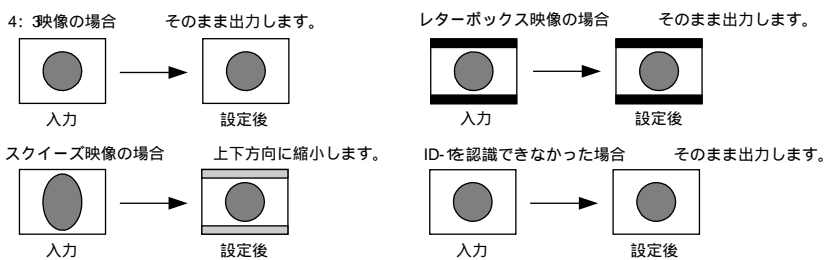 4：3映像の場合 そのまま出力します。
入力 設定後
レターボックス映像の場合 そのまま出力します。
入力 設定後
スクイーズ映像の場合 上下方向に縮小します。
入力 設定後
ID-1を認識できなかった場合 そのまま出力します。
入力 設定後